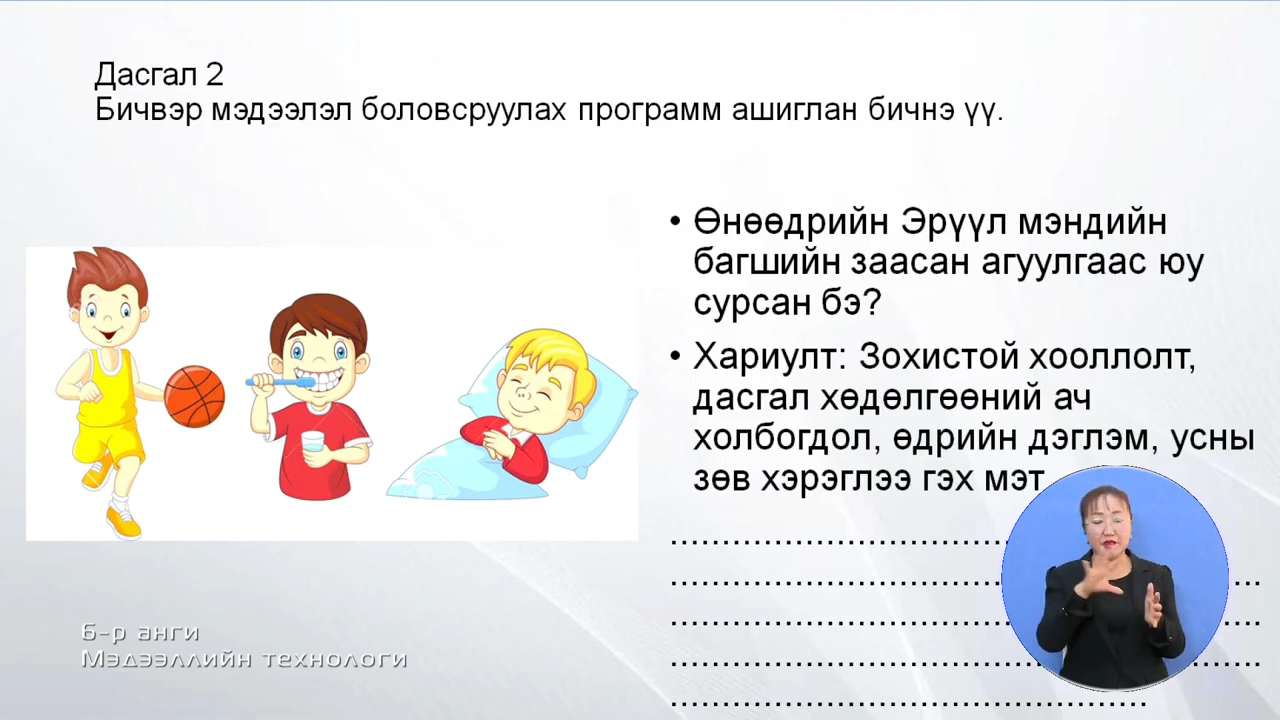 Дасгал 2
Бичвэр мэдээлэл боловсруулах программ ашиглан бичнэ үү.
• Өнөөдрийн Эрүүл мэндийн
багшийн заасан агуулгаас юу
сурсан бэ?
• Хариулт: Зохистой хооллолт,
дасгал хөдөлгөөний ач
холбогдол, өдрийн дэглэм, усны
зөв хэрэглээ гэх мэт
6-р анги
Мэдээллийн технологи